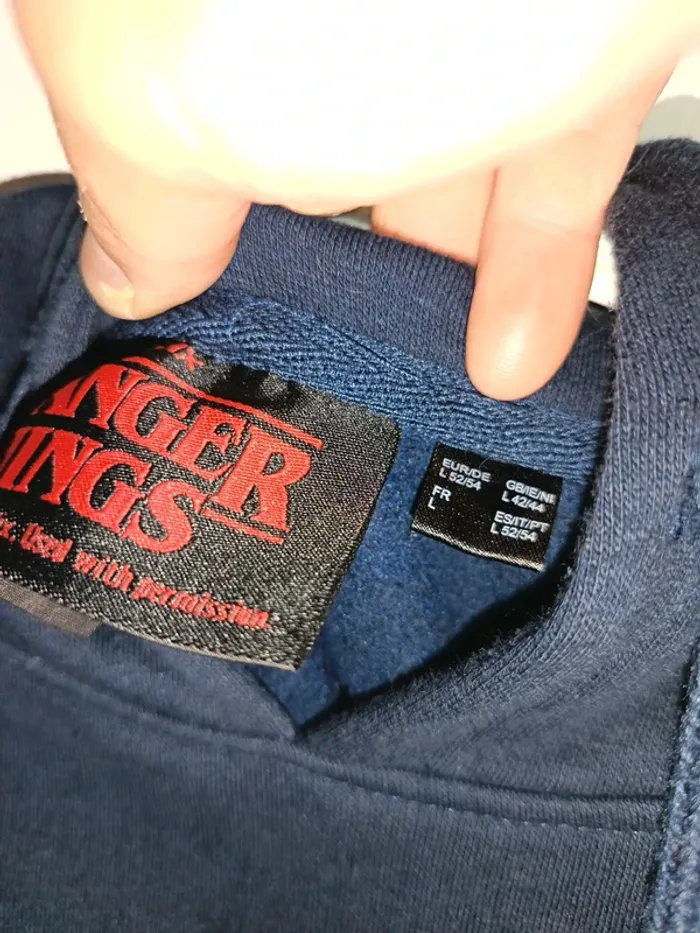 ANGER
INGS
Used with permission.
EUR/DE
L 52/54
GB/IE/NI
L 42/44
FR
L
ES/IT/PT
L 52/54